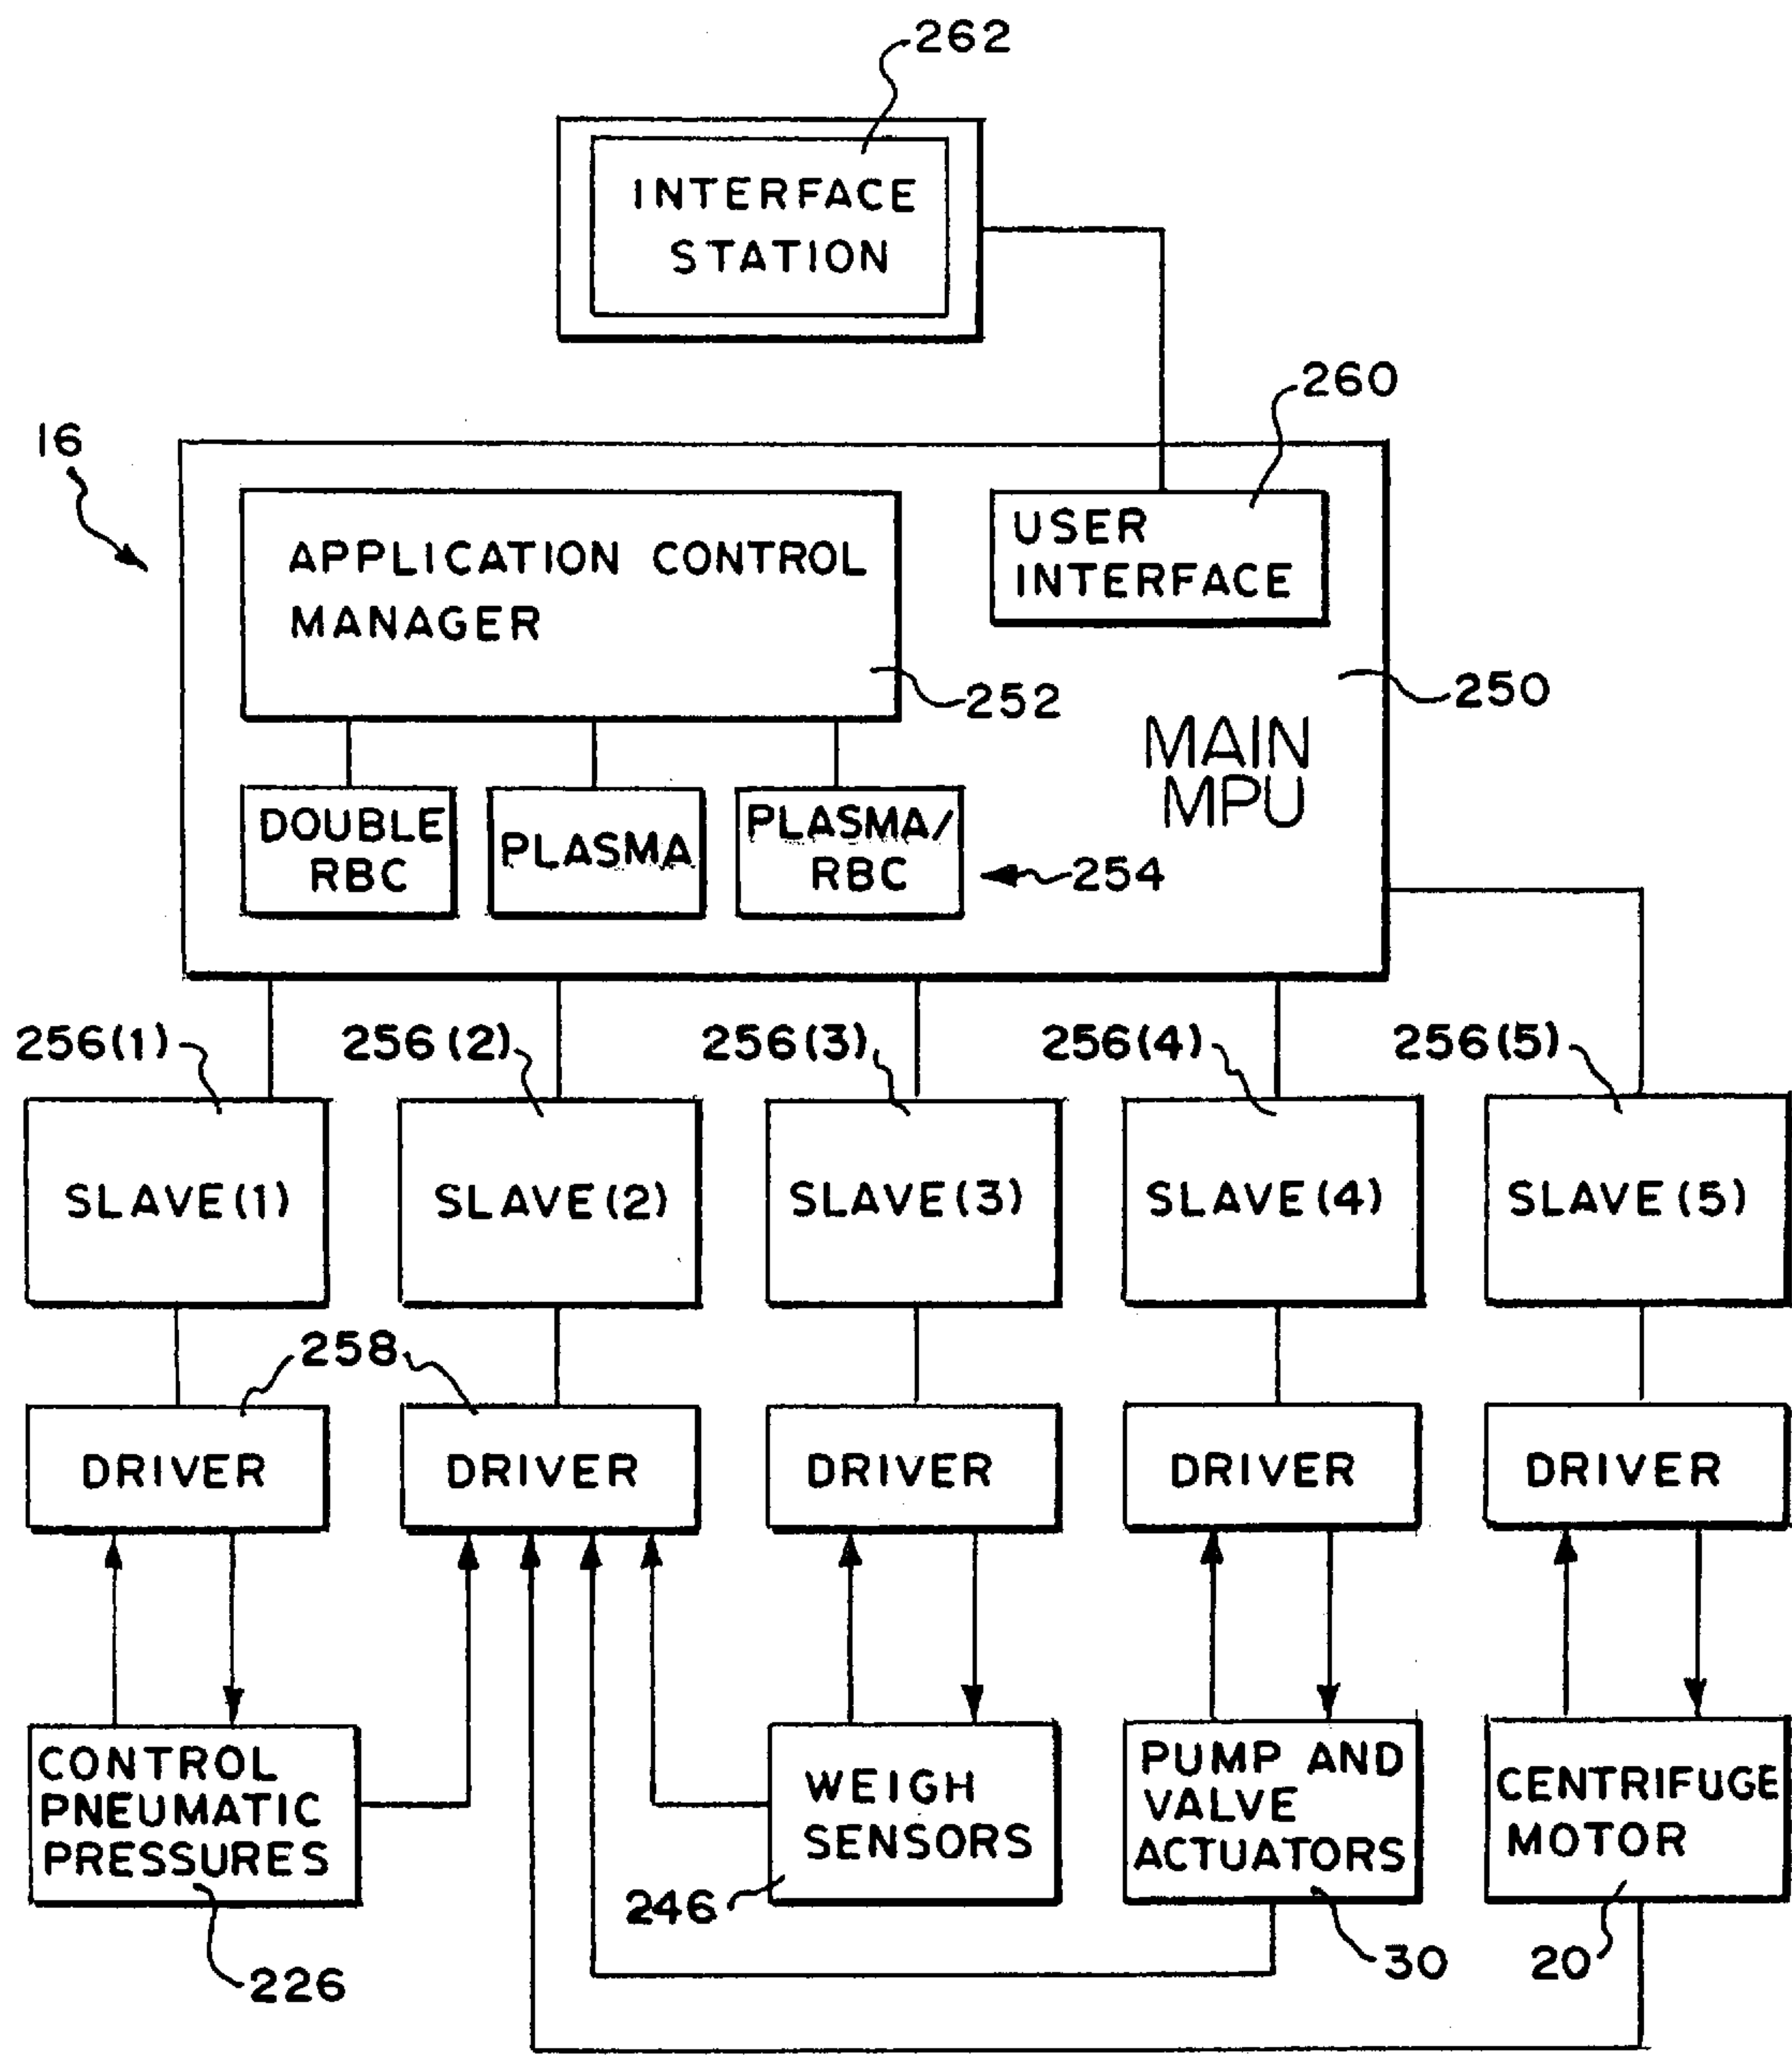 262
INTERFACE
STATION
260
16
APPLICATION CONTROL
MANAGER
USER
INTERFACE
252
250
MAIN
MPU
DOUBLE
RBC
PLASMA
PLASMA/
RBC
254
256(1)
256(2)
256(3)
256(4)
256(5)
SLAVE(1)
SLAVE(2)
SLAVE(3)
SLAVE(4)
SLAVE(5)
258
DRIVER
DRIVER
DRIVER
DRIVER
DRIVER
CONTROL
PNEUMATIC
PRESSURES
WEIGH
SENSORS
PUMP AND
VALVE
ACTUATORS
CENTRIFUGE
MOTOR
226
246
30
20